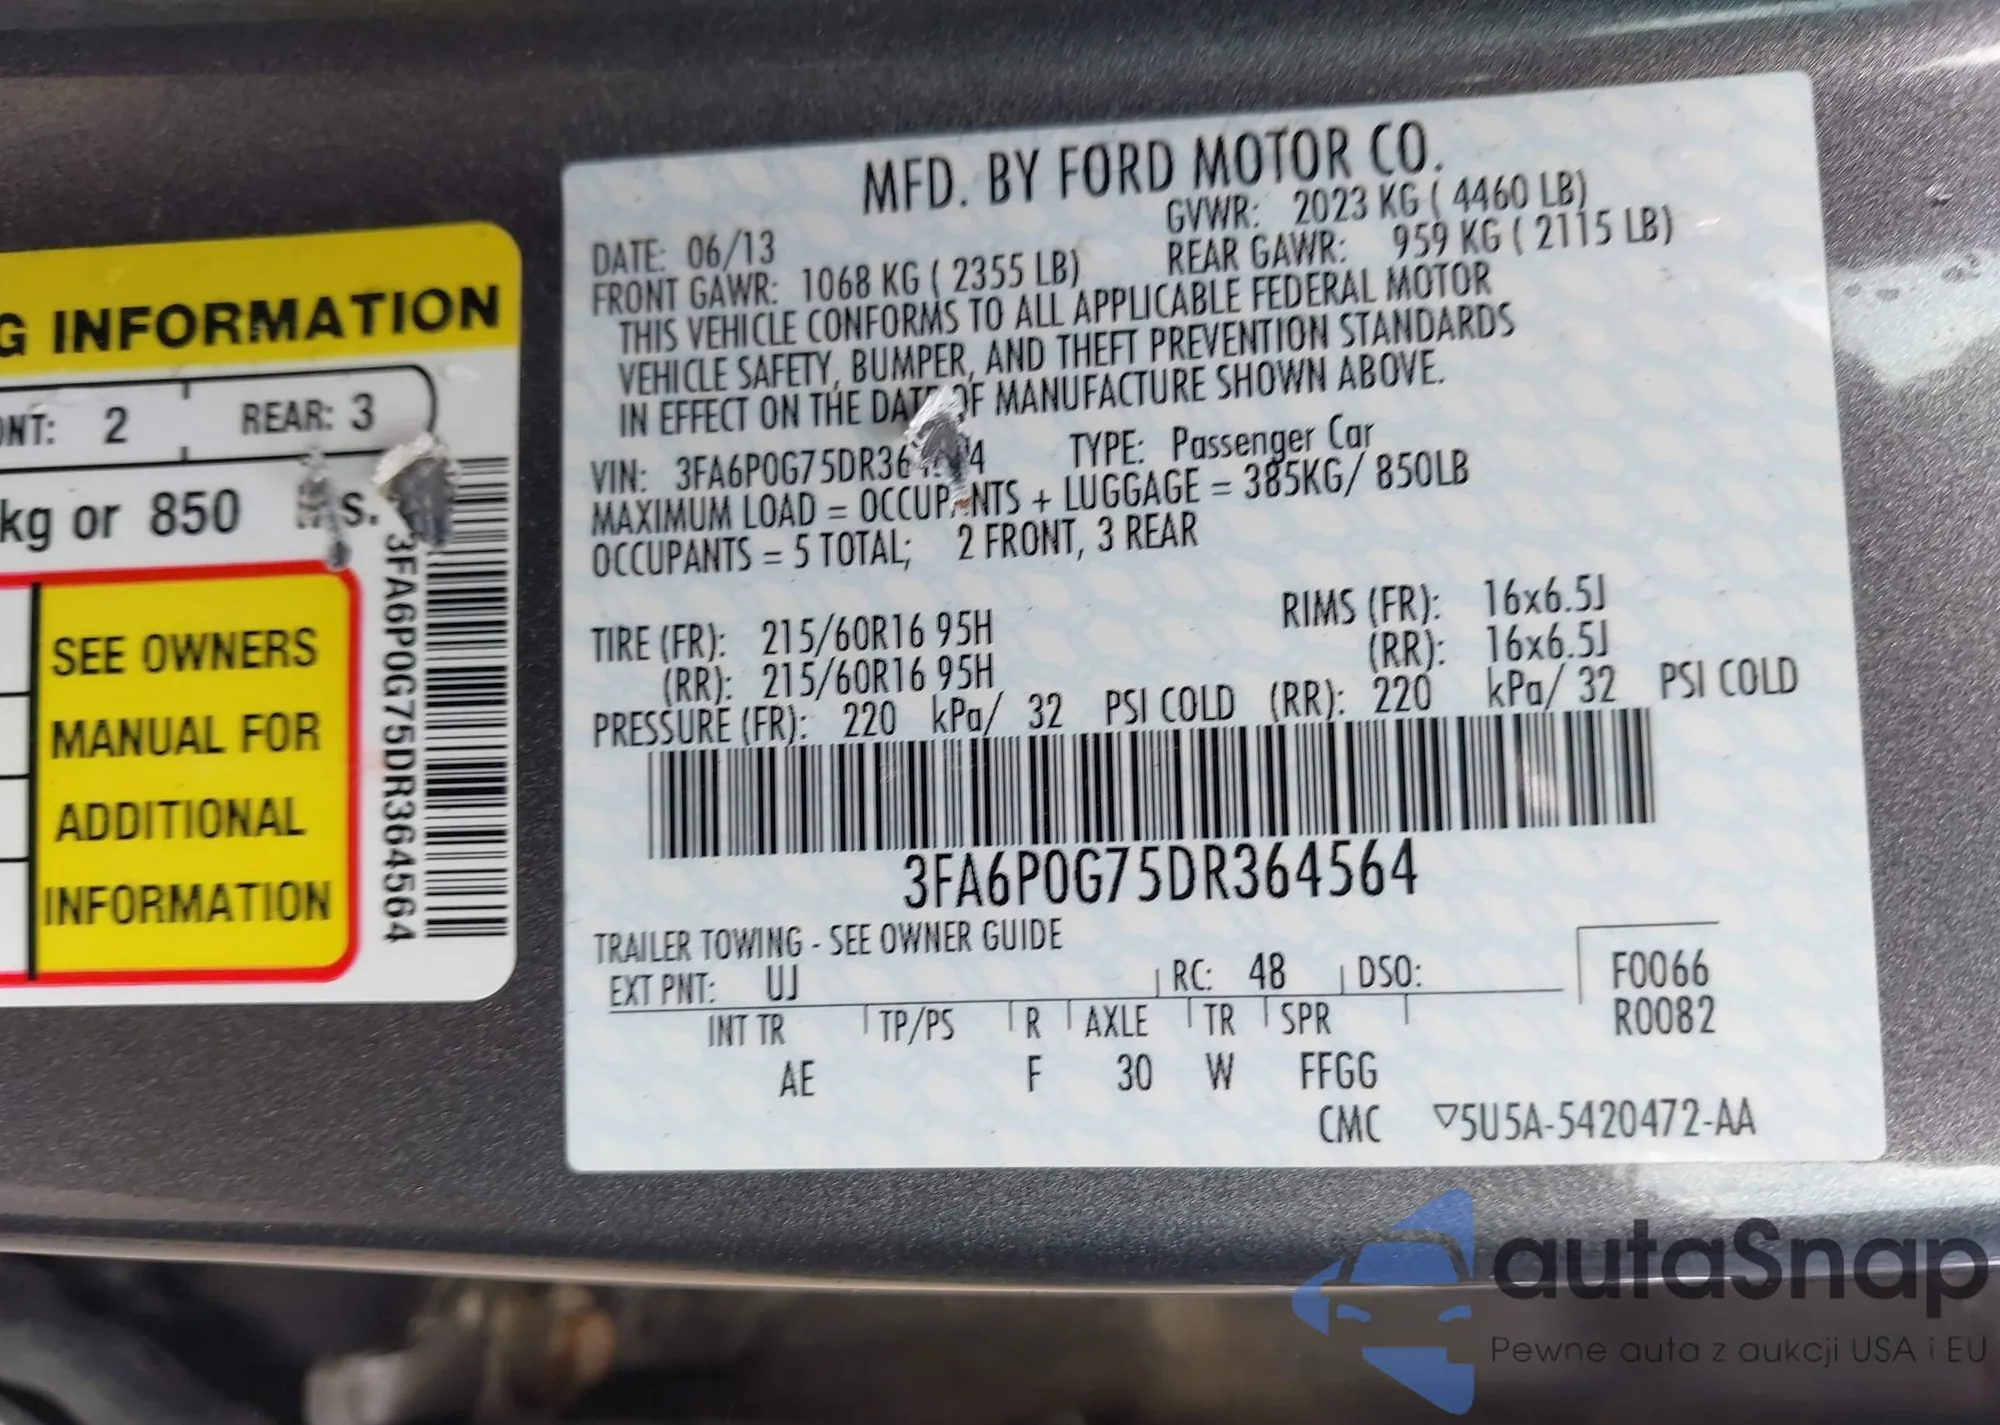 G INFORMATION
ONT: 2 REAR: 3
kg or 850
SEE OWNERS
MANUAL FOR
ADDITIONAL
INFORMATION
3FA6P0G75DR364564
MFD. BY FORD MOTOR CO.
DATE: 06/13 GVWR: 2023 KG ( 4460 LB)
FRONT GAWR: 1068 KG ( 2355 LB) REAR GAWR: 959 KG ( 2115 LB)
THIS VEHICLE CONFORMS TO ALL APPLICABLE FEDERAL MOTOR
VEHICLE SAFETY, BUMPER, AND THEFT PREVENTION STANDARDS
IN EFFECT ON THE DATE OF MANUFACTURE SHOWN ABOVE.
VIN: 3FA6P0G75DR364564 TYPE: Passenger Car
MAXIMUM LOAD = OCCUPANTS + LUGGAGE = 385KG/ 850LB
OCCUPANTS = 5 TOTAL; 2 FRONT, 3 REAR
TIRE (FR): 215/60R16 95H RIMS (FR): 16x6.5J
(RR): 215/60R16 95H (RR): 16x6.5J
PRESSURE (FR): 220 kPa/ 32 PSI COLD (RR): 220 kPa/ 32 PSI COLD
3FA6P0G75DR364564
TRAILER TOWING - SEE OWNER GUIDE
EXT PNT: UJ RC: 48 DSO: F0066
INT TR TP/PS R AXLE TR SPR R0082
AE F 30 W FFGG
CMC ▽5U5A-5420472-AA
autaSnap
Pewne auta z aukcji USA i EU